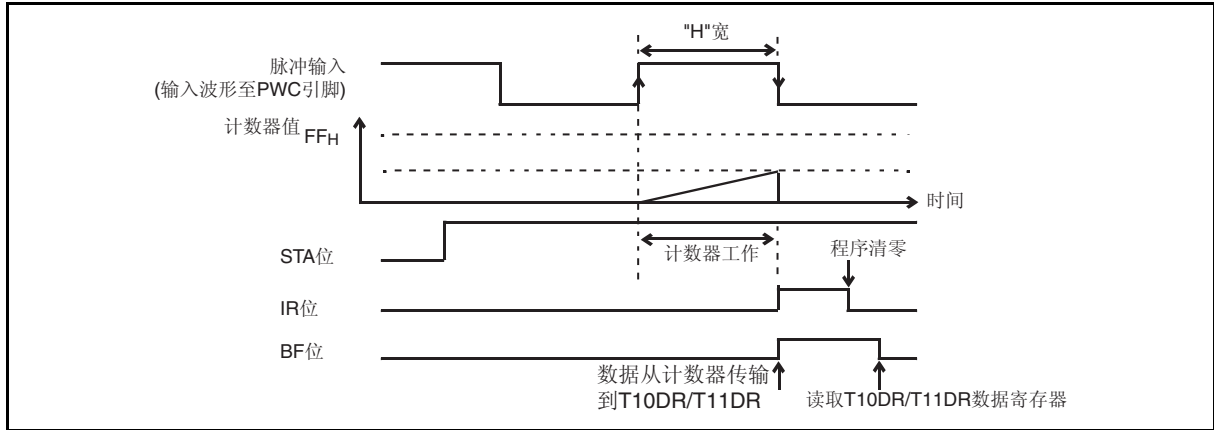 "H"宽
脉冲输入
(输入波形至PWC引脚)
计数器值 FFH
时间
STA位
计数器工作
程序清零
IR位
BF位
数据从计数器传输
到T10DR/T11DR
读取T10DR/T11DR数据寄存器